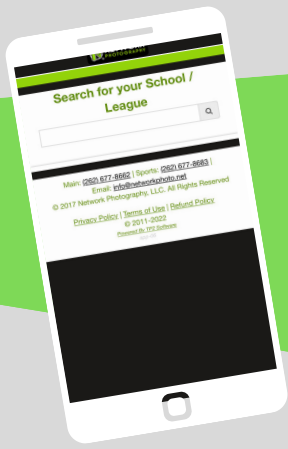 PHOTOGRAPHY
Search for your School /
League
Main: (262) 677-8662 | Sports: (262) 677-8683 |
Email: info@networkphoto.net
© 2017 Network Photography, LLC. All Rights Reserved
Privacy Policy | Terms of Use | Refund Policy
© 2011-2022
Powered By TPZ Software